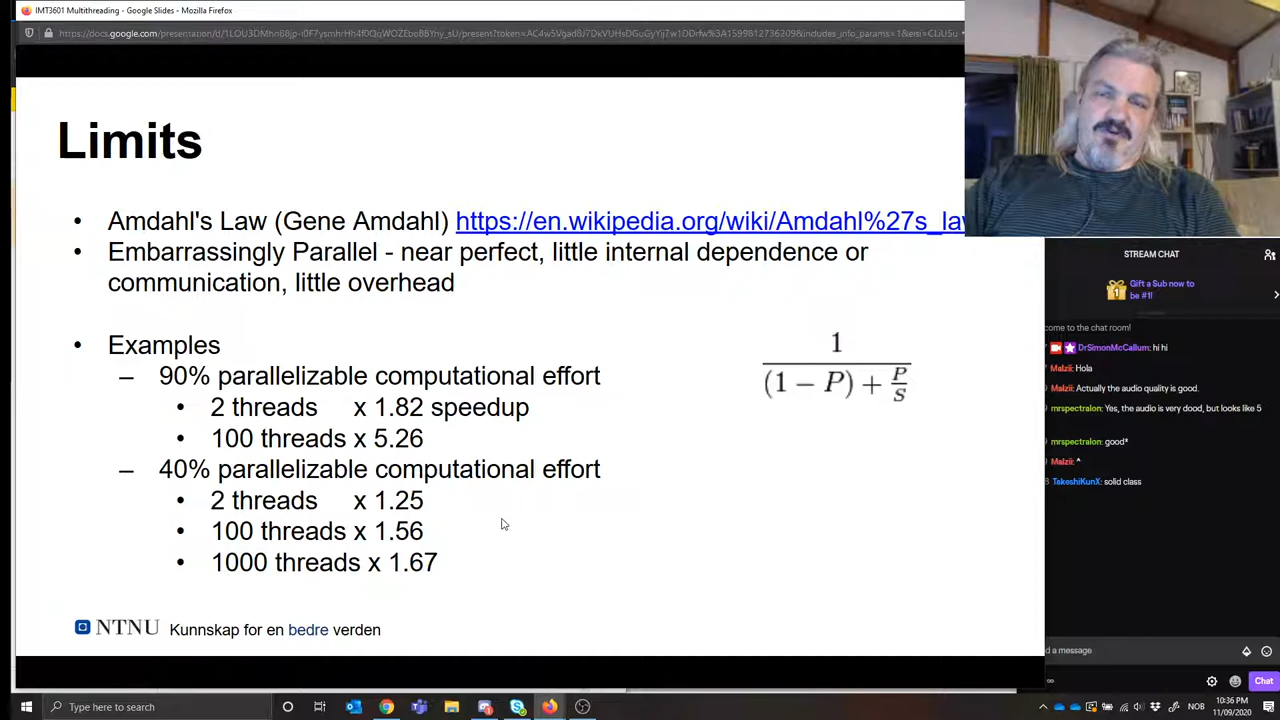 IMT3601 Multithreading - Google Slides - Mozilla Firefox
Limits
• Amdahl's Law (Gene Amdahl) https://en.wikipedia.org/wiki/Amdahl%27s_law
• Embarrassingly Parallel - near perfect, little internal dependence or
communication, little overhead
• Examples
– 90% parallelizable computational effort
• 2 threads x 1.82 speedup
• 100 threads x 5.26
– 40% parallelizable computational effort
• 2 threads x 1.25
• 100 threads x 1.56
• 1000 threads x 1.67
1
(1 − P) + P
S
NTNU Kunnskap for en bedre verden
STREAM CHAT
Gift a Sub now to
be #1!
come to the chat room!
DrSimonMcCallum: hi hi
Malzii: Hola
Malzii: Actually the audio quality is good.
mrspectralon: Yes, the audio is very dood, but looks like 5
mrspectralon: good*
Malzii: ^
TakeshiKunX: solid class
d a message
Chat
Type here to search
NOR
10:36 PM
11/09/2020